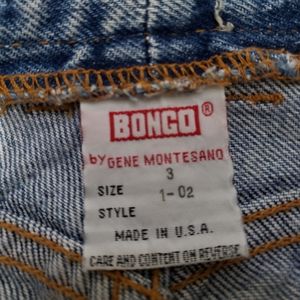 BONGO®
by GENE MONTESANO
3
SIZE 1-02
STYLE
MADE IN U.S.A.
CARE AND CONTENT ON REVERSE